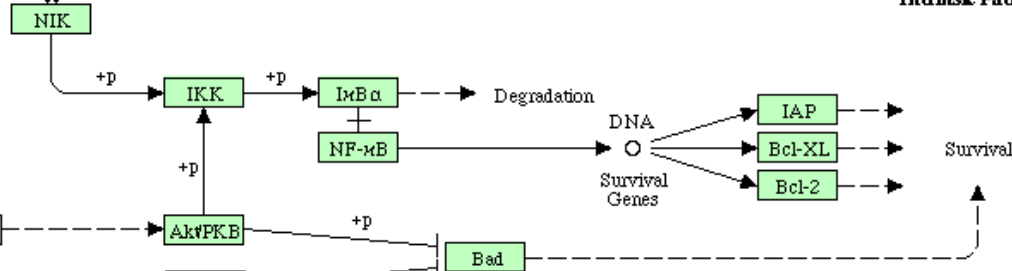 NIK
+p
+p
IKK
IκBα
Degradation
DNA
IAP
NF-κB
Bcl-XL
Survival
+p
Survival
Genes
Bcl-2
Akt/PKB
+p
Bad